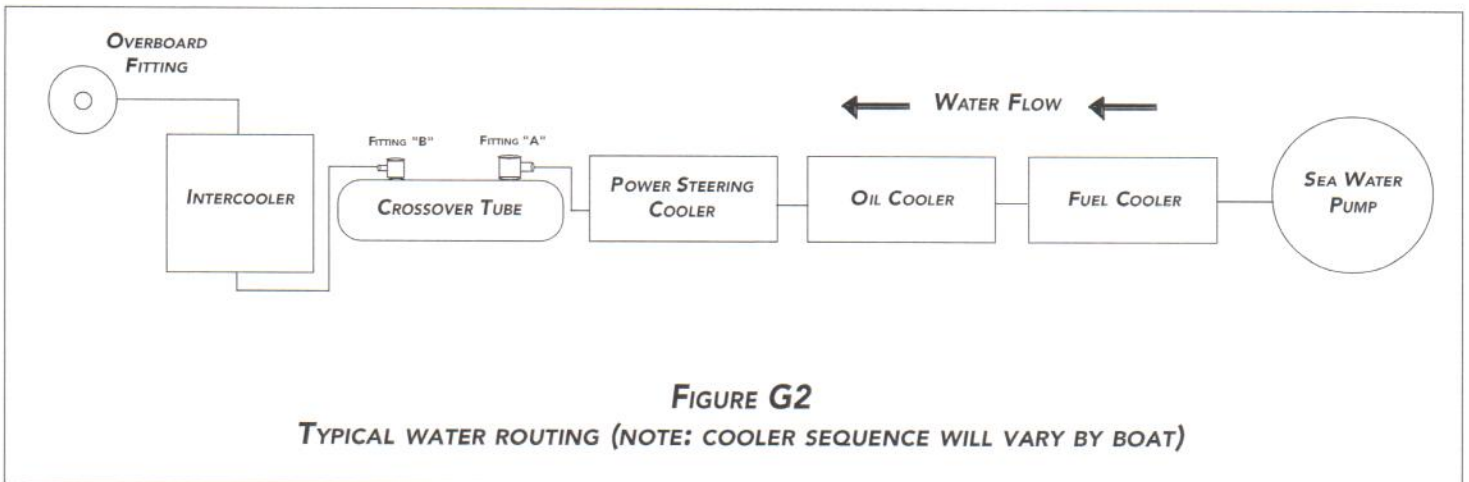 OVERBOARD
FITTING
WATER FLOW
FITTING "B"
FITTING "A"
INTERCOOLER
CROSSOVER TUBE
POWER STEERING
COOLER
OIL COOLER
FUEL COOLER
SEA WATER
PUMP
FIGURE G2
TYPICAL WATER ROUTING (NOTE: COOLER SEQUENCE WILL VARY BY BOAT)